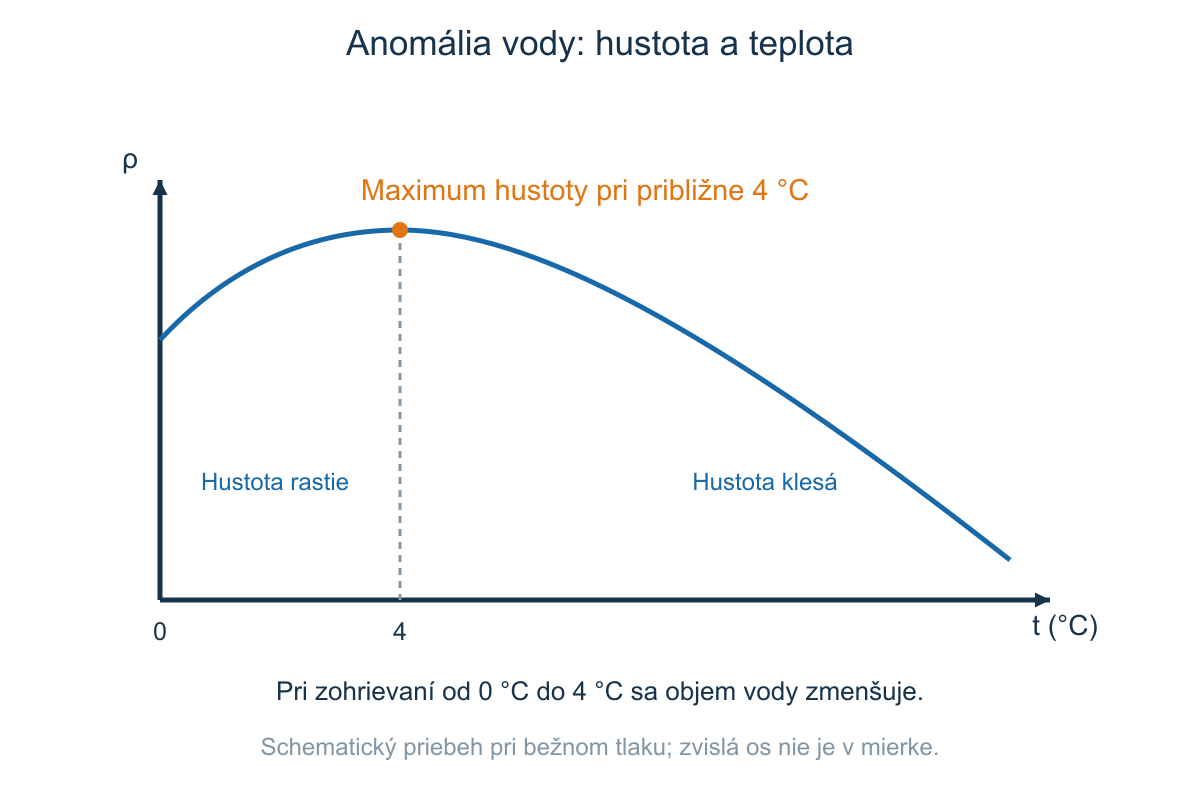 Anomália vody: hustota a teplota
ρ
Maximum hustoty pri približne 4 °C
Hustota rastie
Hustota klesá
0
4
t (°C)
Pri zohrievaní od 0 °C do 4 °C sa objem vody zmenšuje.
Schematický priebeh pri bežnom tlaku; zvislá os nie je v mierke.